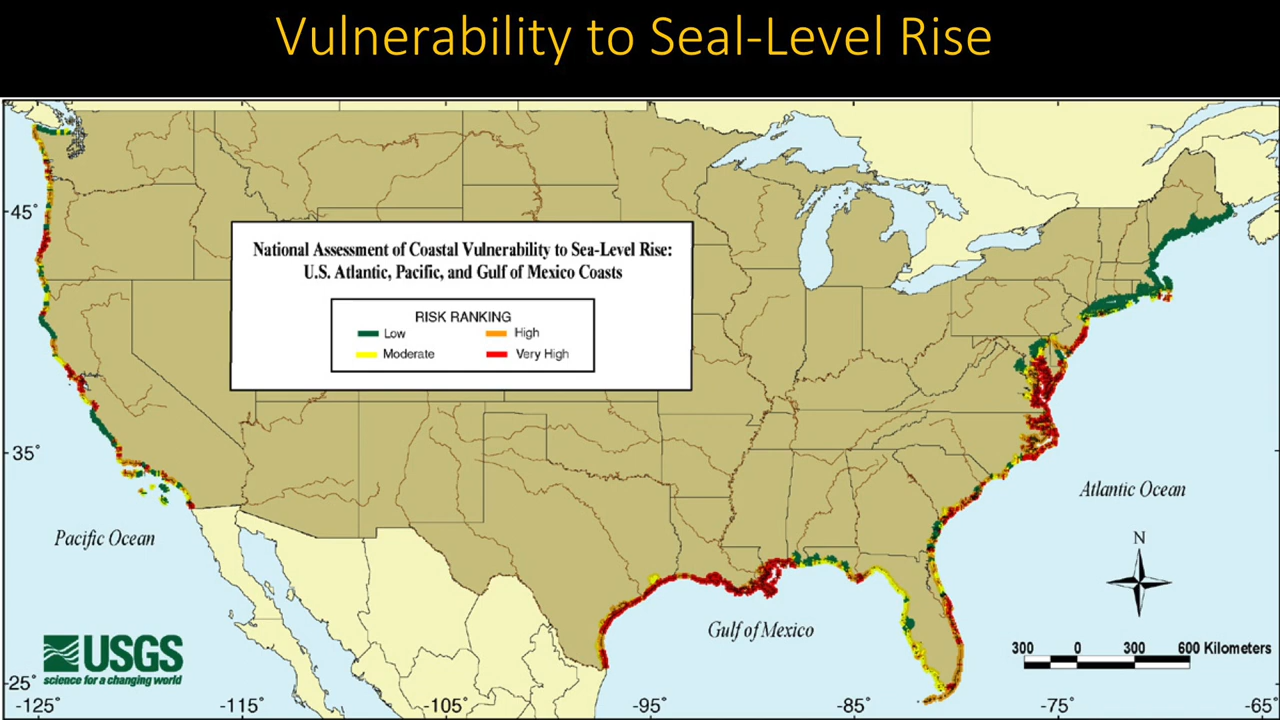 Vulnerability to Seal-Level Rise
National Assessment of Coastal Vulnerability to Sea-Level Rise:
U.S. Atlantic, Pacific, and Gulf of Mexico Coasts
RISK RANKING
Low
High
Moderate
Very High
45°
35°
25°
Pacific Ocean
Atlantic Ocean
Gulf of Mexico
N
300 0 300 600 Kilometers
USGS
science for a changing world
-125° -115° -105° -95° -85° -75° -65°